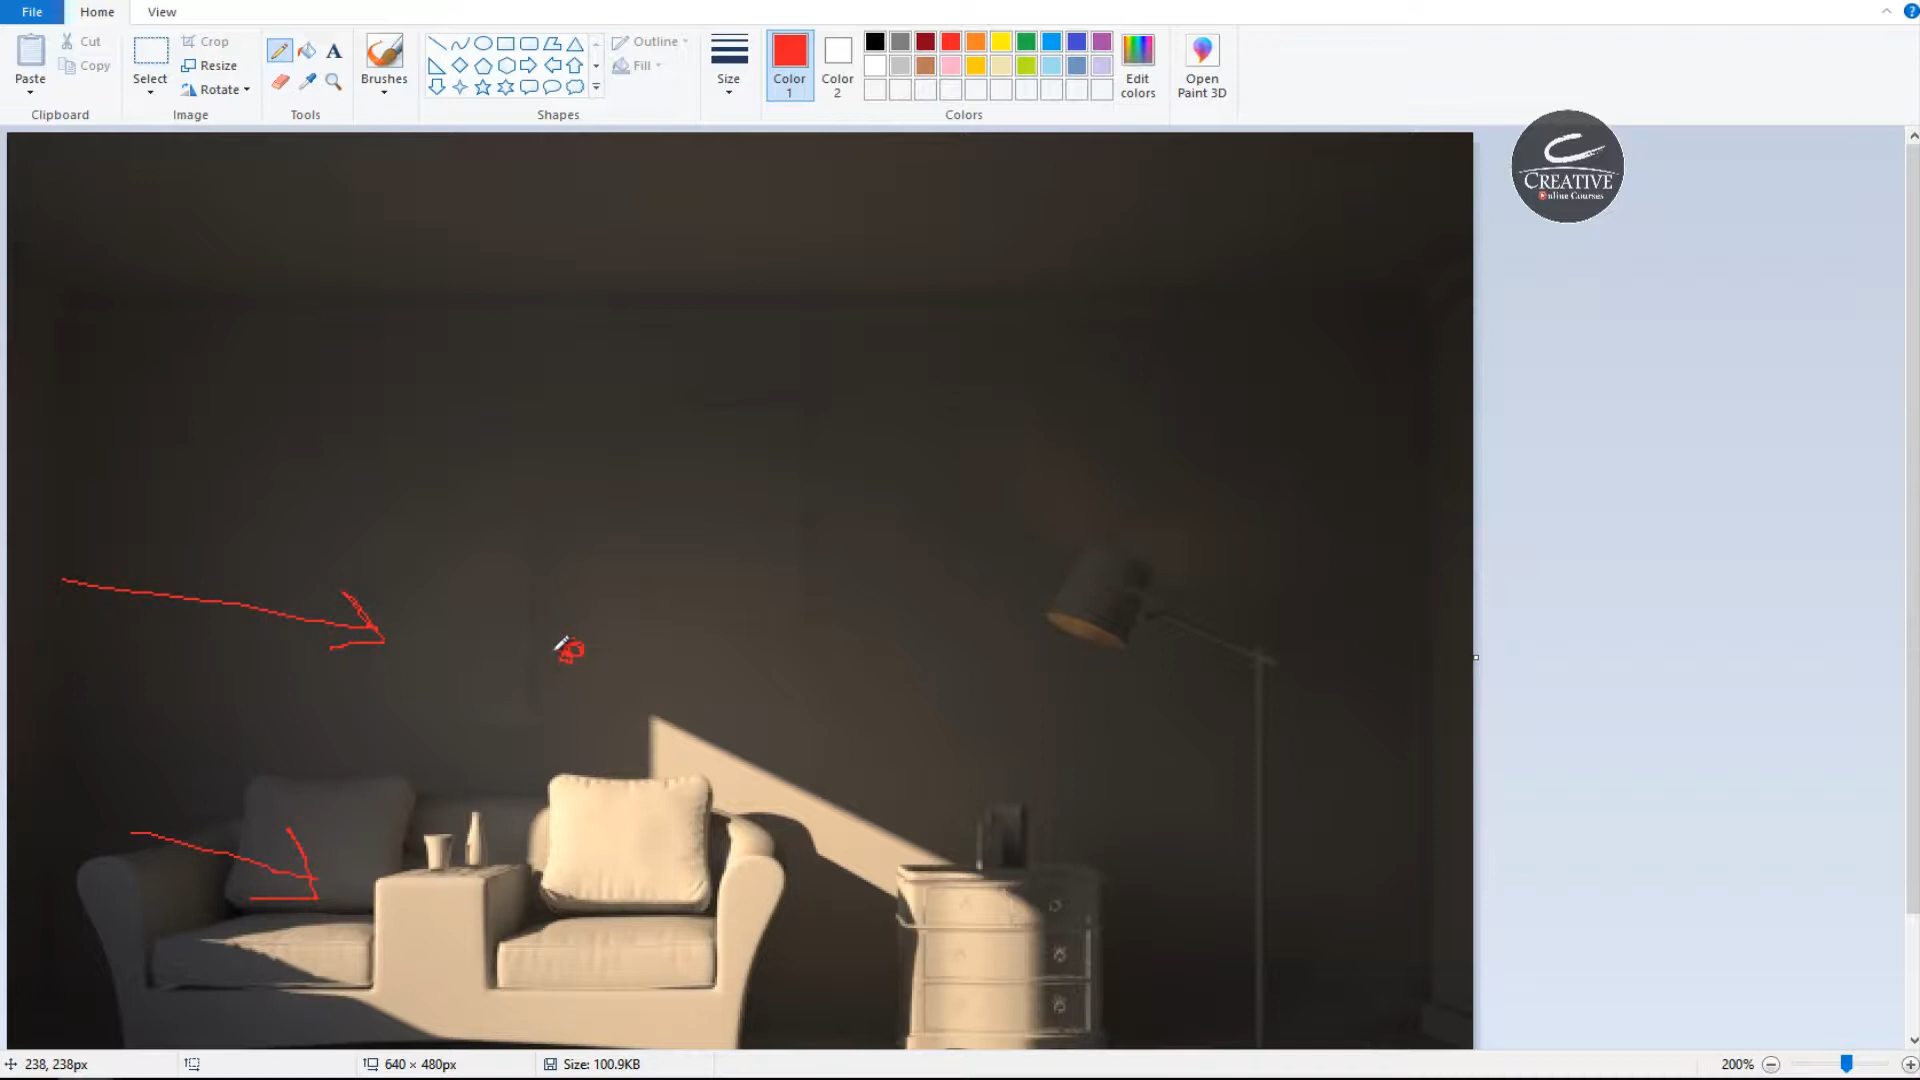 File
Home
View
Paste
Cut
Copy
Clipboard
Select
Crop
Resize
Rotate
Image
A
Tools
Brushes
Shapes
Outline
Fill
Size
Color
1
Color
2
Edit
colors
Colors
Open
Paint 3D
?
CREATIVE
Online Courses
238, 238px
640 × 480px
Size: 100.9KB
200%